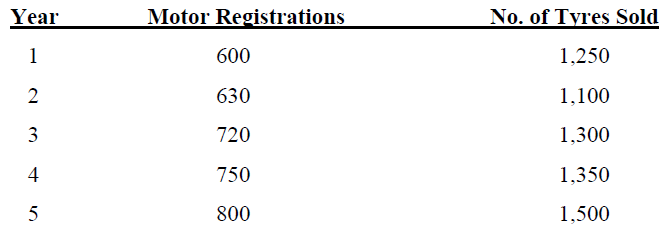 Year Motor Registrations No. of Tyres Sold
1 600 1,250
2 630 1,100
3 720 1,300
4 750 1,350
5 800 1,500